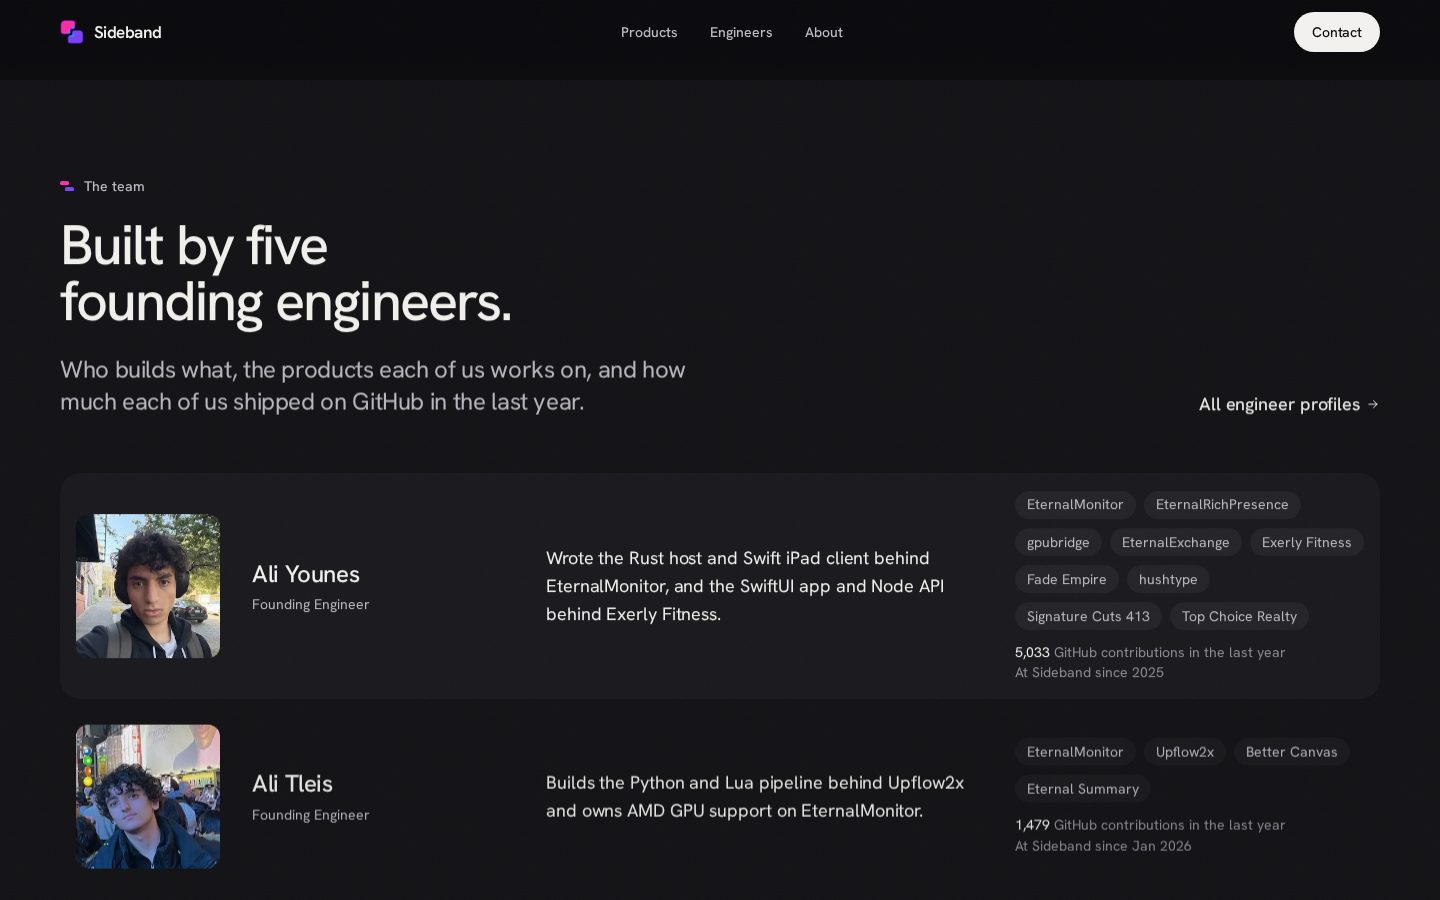 Sideband
Products
Engineers
About
Contact
The team
Built by five
founding engineers.
Who builds what, the products each of us works on, and how
much each of us shipped on GitHub in the last year.
All engineer profiles →
Ali Younes
Founding Engineer
Wrote the Rust host and Swift iPad client behind
EternalMonitor, and the SwiftUI app and Node API
behind Exerly Fitness.
EternalMonitor EternalRichPresence
gpubridge EternalExchange Exerly Fitness
Fade Empire hushtype
Signature Cuts 413 Top Choice Realty
5,033 GitHub contributions in the last year
At Sideband since 2025
Ali Tleis
Founding Engineer
Builds the Python and Lua pipeline behind Upflow2x
and owns AMD GPU support on EternalMonitor.
EternalMonitor Upflow2x Better Canvas
Eternal Summary
1,479 GitHub contributions in the last year
At Sideband since Jan 2026